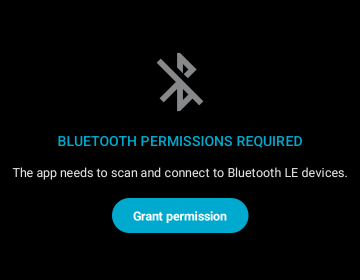 BLUETOOTH PERMISSIONS REQUIRED
The app needs to scan and connect to Bluetooth LE devices.
Grant permission